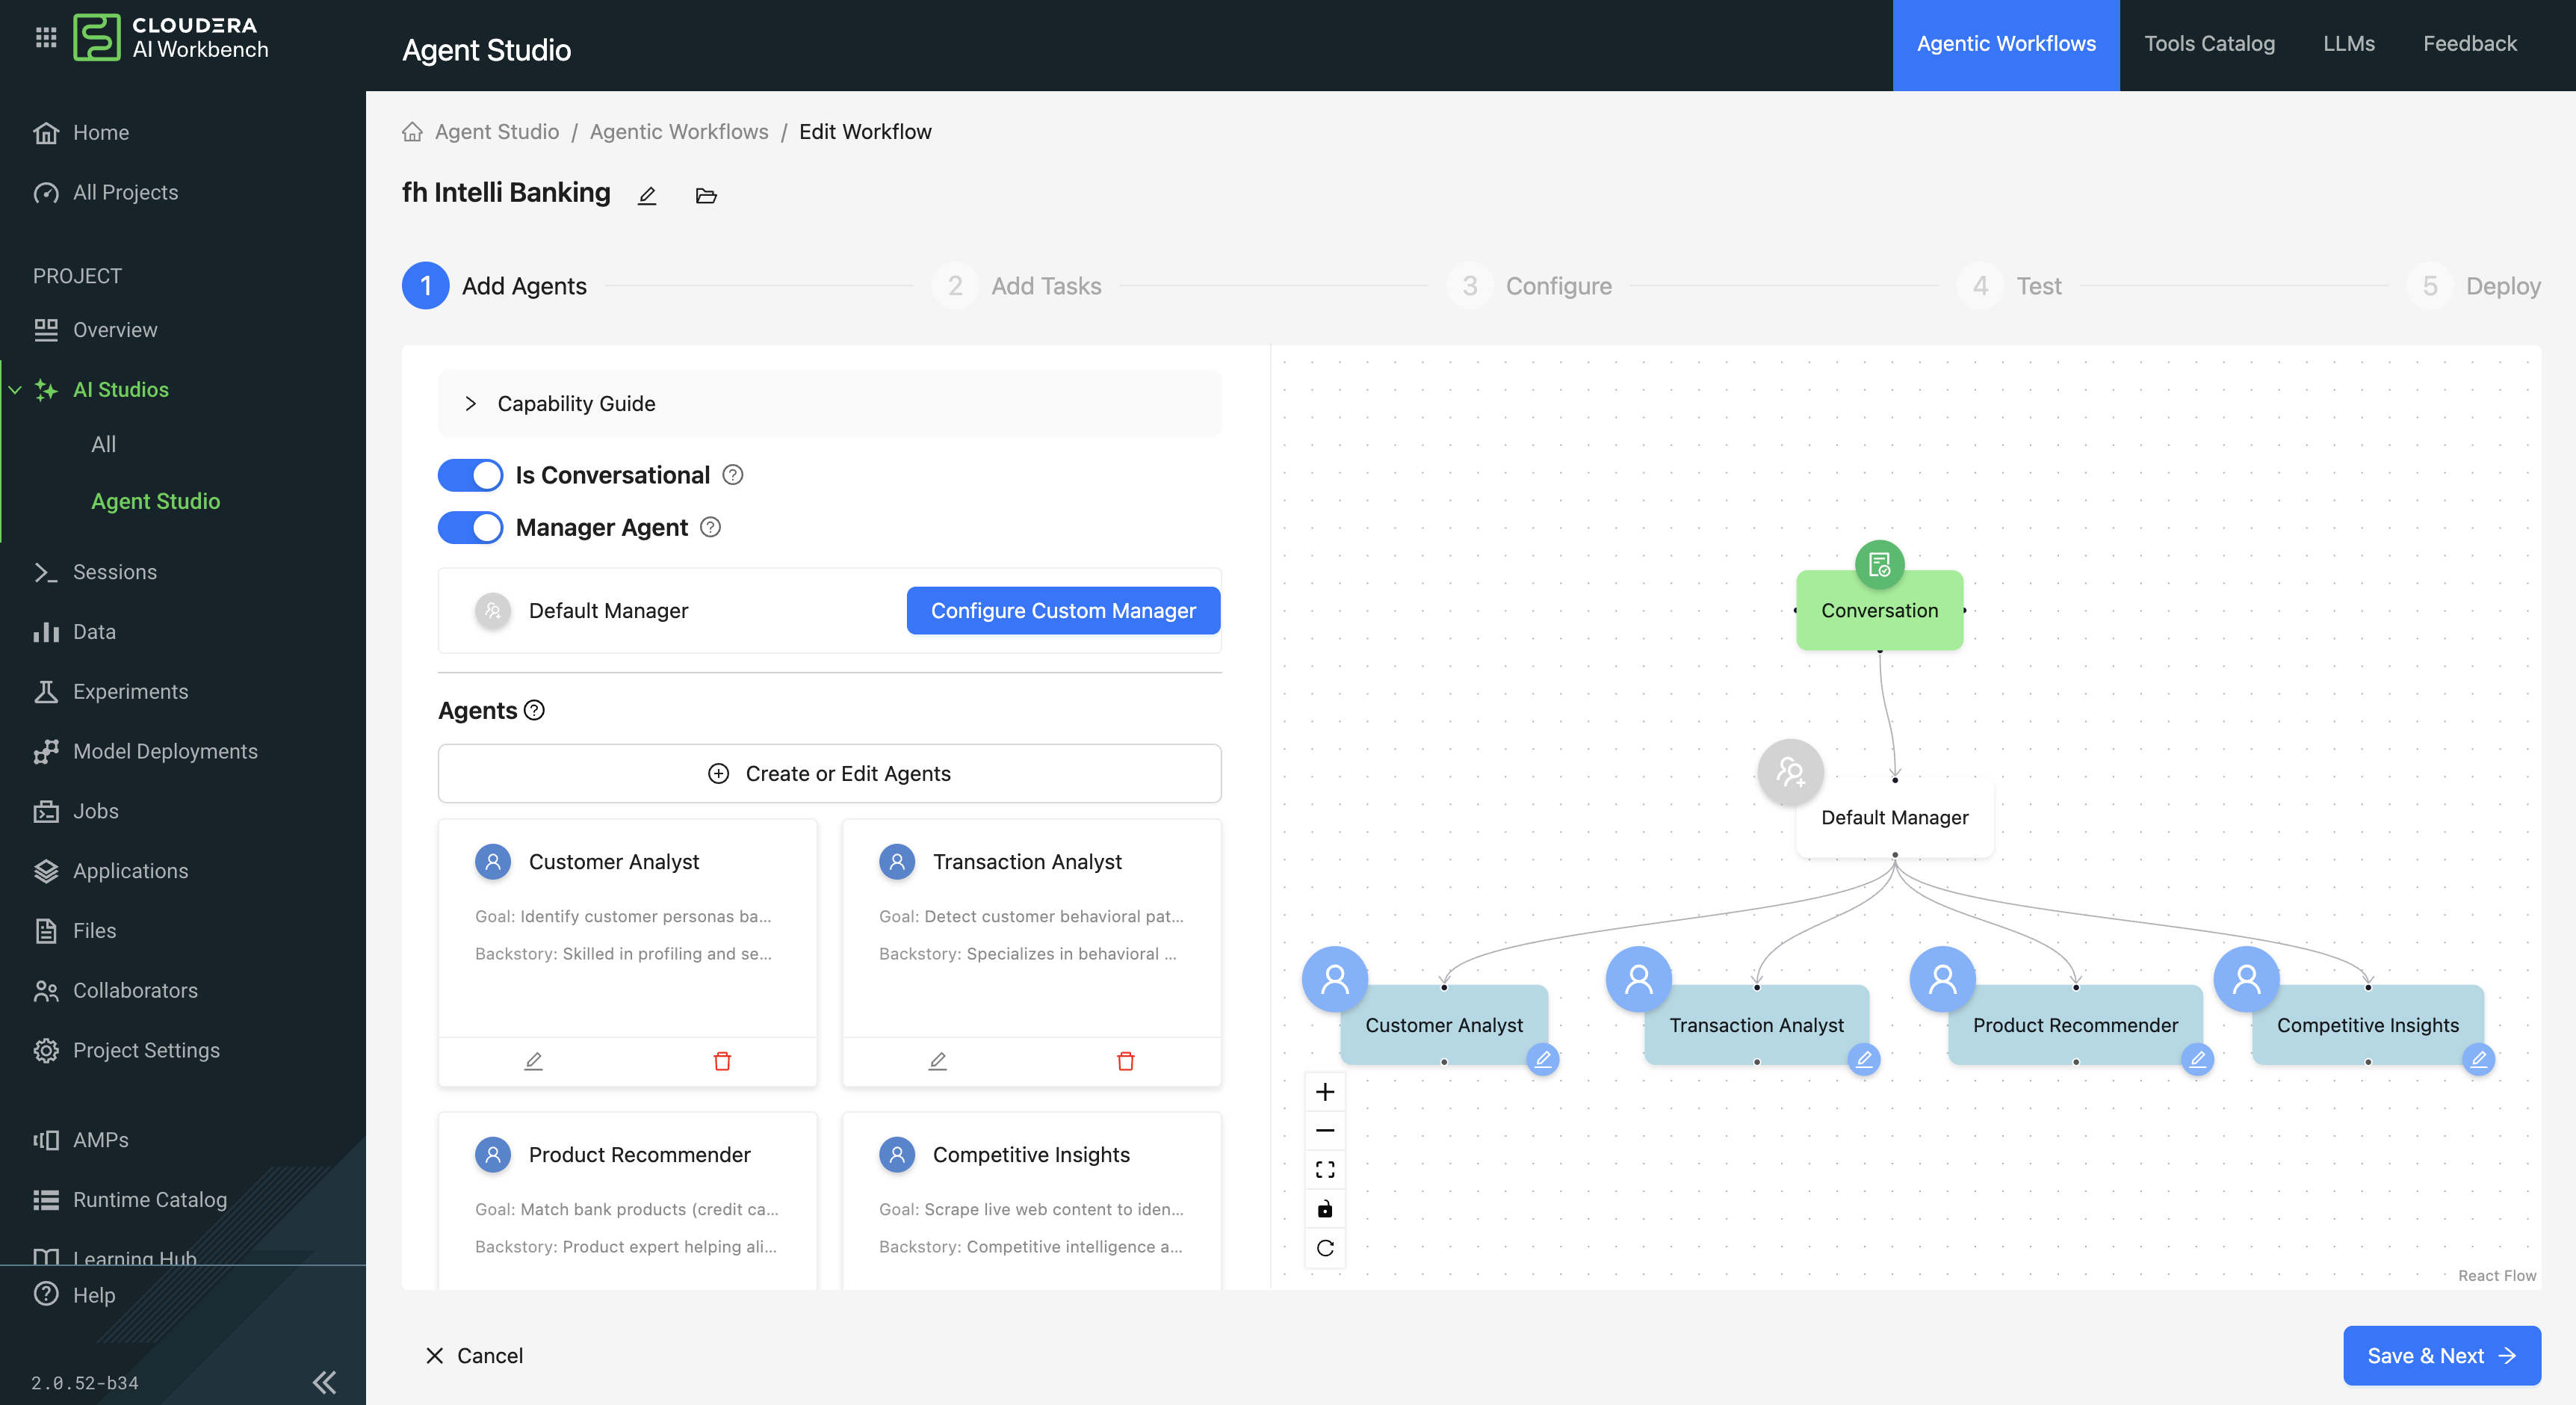 CLOUDERA
AI Workbench
Agent Studio
Agentic Workflows
Tools Catalog
LLMs
Feedback
Home
All Projects
PROJECT
Overview
AI Studios
All
Agent Studio
Sessions
Data
Experiments
Model Deployments
Jobs
Applications
Files
Collaborators
Project Settings
AMPs
Runtime Catalog
Learning Hub
Help
2.0.52-b34
Agent Studio / Agentic Workflows / Edit Workflow
fh Intelli Banking
1 Add Agents
2 Add Tasks
3 Configure
4 Test
5 Deploy
Capability Guide
Is Conversational
Manager Agent
Default Manager
Configure Custom Manager
Agents
Create or Edit Agents
Customer Analyst
Goal: Identify customer personas ba...
Backstory: Skilled in profiling and se...
Transaction Analyst
Goal: Detect customer behavioral pat...
Backstory: Specializes in behavioral ...
Product Recommender
Goal: Match bank products (credit ca...
Backstory: Product expert helping ali...
Competitive Insights
Goal: Scrape live web content to iden...
Backstory: Competitive intelligence a...
Conversation
Default Manager
Customer Analyst
Transaction Analyst
Product Recommender
Competitive Insights
React Flow
Cancel
Save & Next